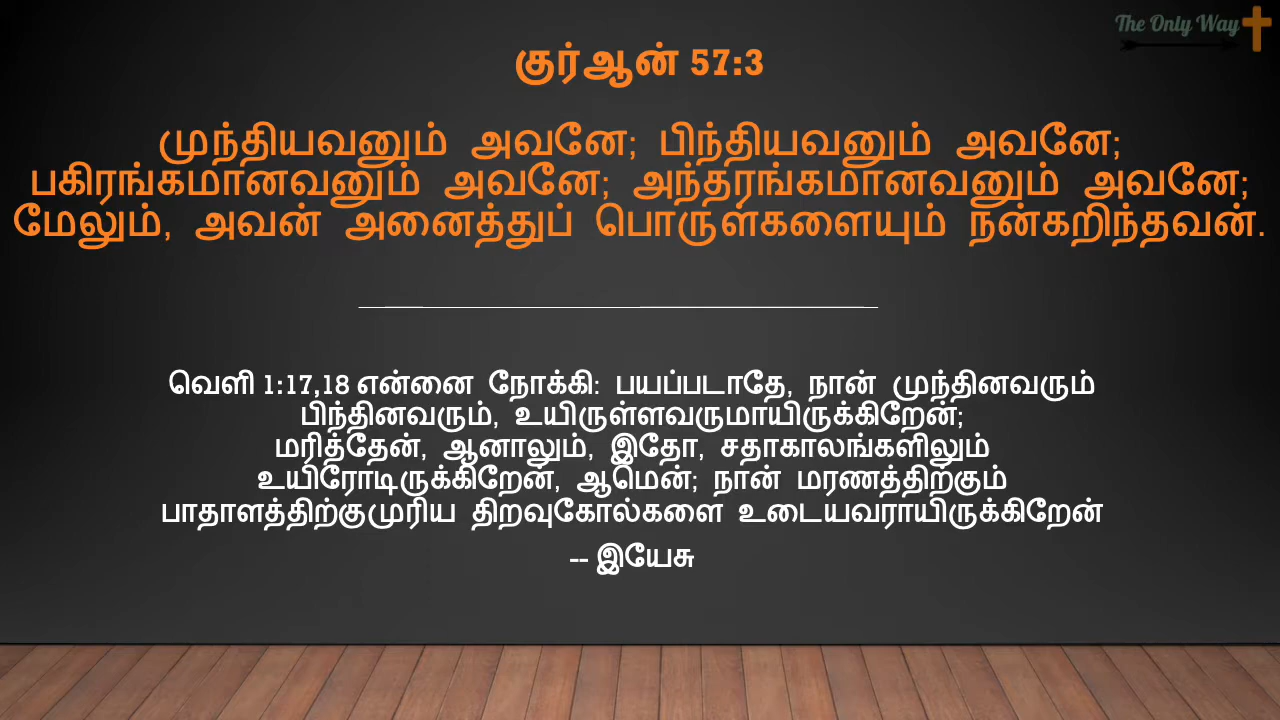 The Only Way
குர்ஆன் 57:3
முந்தியவனும் அவனே; பிந்தியவனும் அவனே;
பகிரங்கமானவனும் அவனே; அந்தரங்கமானவனும் அவனே;
மேலும், அவன் அனைத்துப் பொருள்களையும் நன்கறிந்தவன்.
வெளி 1:17,18 என்னை நோக்கி: பயப்படாதே, நான் முந்தினவரும்
பிந்தினவரும், உயிருள்ளவருமாயிருக்கிறேன்;
மரித்தேன், ஆனாலும், இதோ, சதாகாலங்களிலும்
உயிரோடிருக்கிறேன், ஆமென்; நான் மரணத்திற்கும்
பாதாளத்திற்குமுரிய திறவுகோல்களை உடையவராயிருக்கிறேன்
-- இயேசு